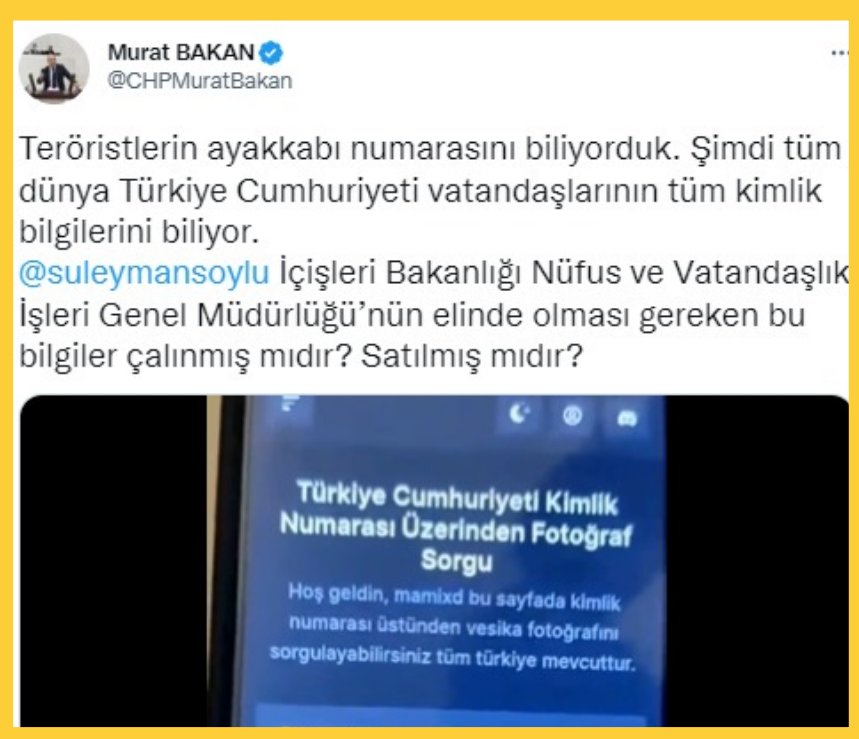 Murat BAKAN
@CHPMuratBakan
Teröristlerin ayakkabı numarasını biliyorduk. Şimdi tüm
dünya Türkiye Cumhuriyeti vatandaşlarının tüm kimlik
bilgilerini biliyor.
@suleymansoylu İçişleri Bakanlığı Nüfus ve Vatandaşlık
İşleri Genel Müdürlüğü’nün elinde olması gereken bu
bilgiler çalınmış mıdır? Satılmış mıdır?
Türkiye Cumhuriyeti Kimlik
Numarası Üzerinden Fotoğraf
Sorgu
Hoş geldin, mamixd bu sayfada kimlik
numarası üstünden vesika fotoğrafını
sorgulayabilirsiniz tüm türkiye mevcuttur.